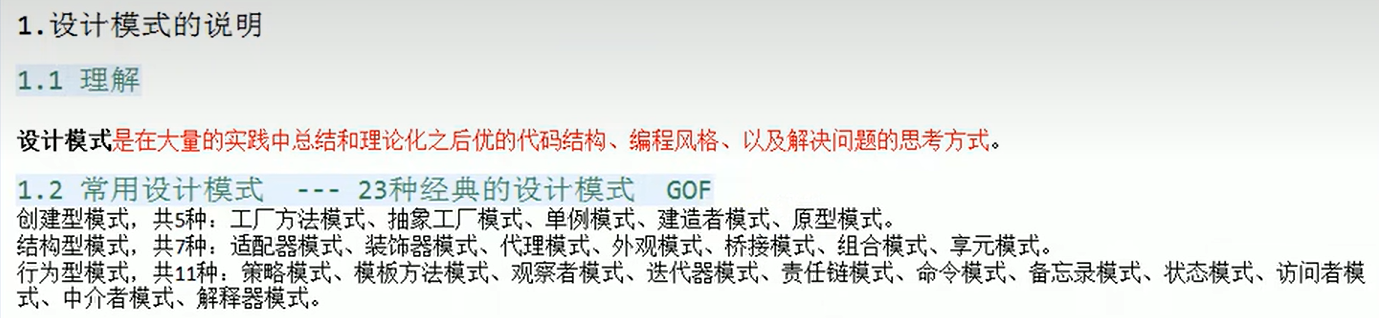 1.设计模式的说明
1.1 理解
设计模式是在大量的实践中总结和理论化之后优的代码结构、编程风格、以及解决问题的思考方式。
1.2 常用设计模式 --- 23种经典的设计模式 GOF
创建型模式，共5种：工厂方法模式、抽象工厂模式、单例模式、建造者模式、原型模式。
结构型模式，共7种：适配器模式、装饰器模式、代理模式、外观模式、桥接模式、组合模式、享元模式。
行为型模式，共11种：策略模式、模板方法模式、观察者模式、迭代器模式、责任链模式、命令模式、备忘录模式、状态模式、访问者模
式、中介者模式、解释器模式。